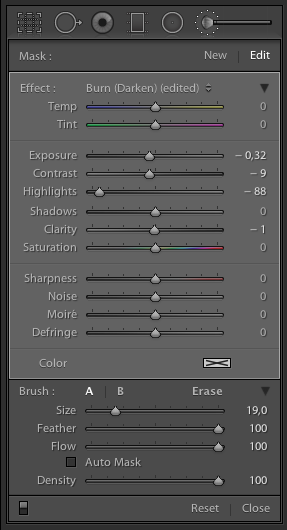 Mask : New Edit
Effect : Burn (Darken) (edited)
Temp 0
Tint 0
Exposure – 0,32
Contrast – 9
Highlights – 88
Shadows 0
Clarity – 1
Saturation 0
Sharpness 0
Noise 0
Moiré 0
Defringe 0
Color
Brush : A B Erase
Size 19,0
Feather 100
Flow 100
Auto Mask
Density 100
Reset Close